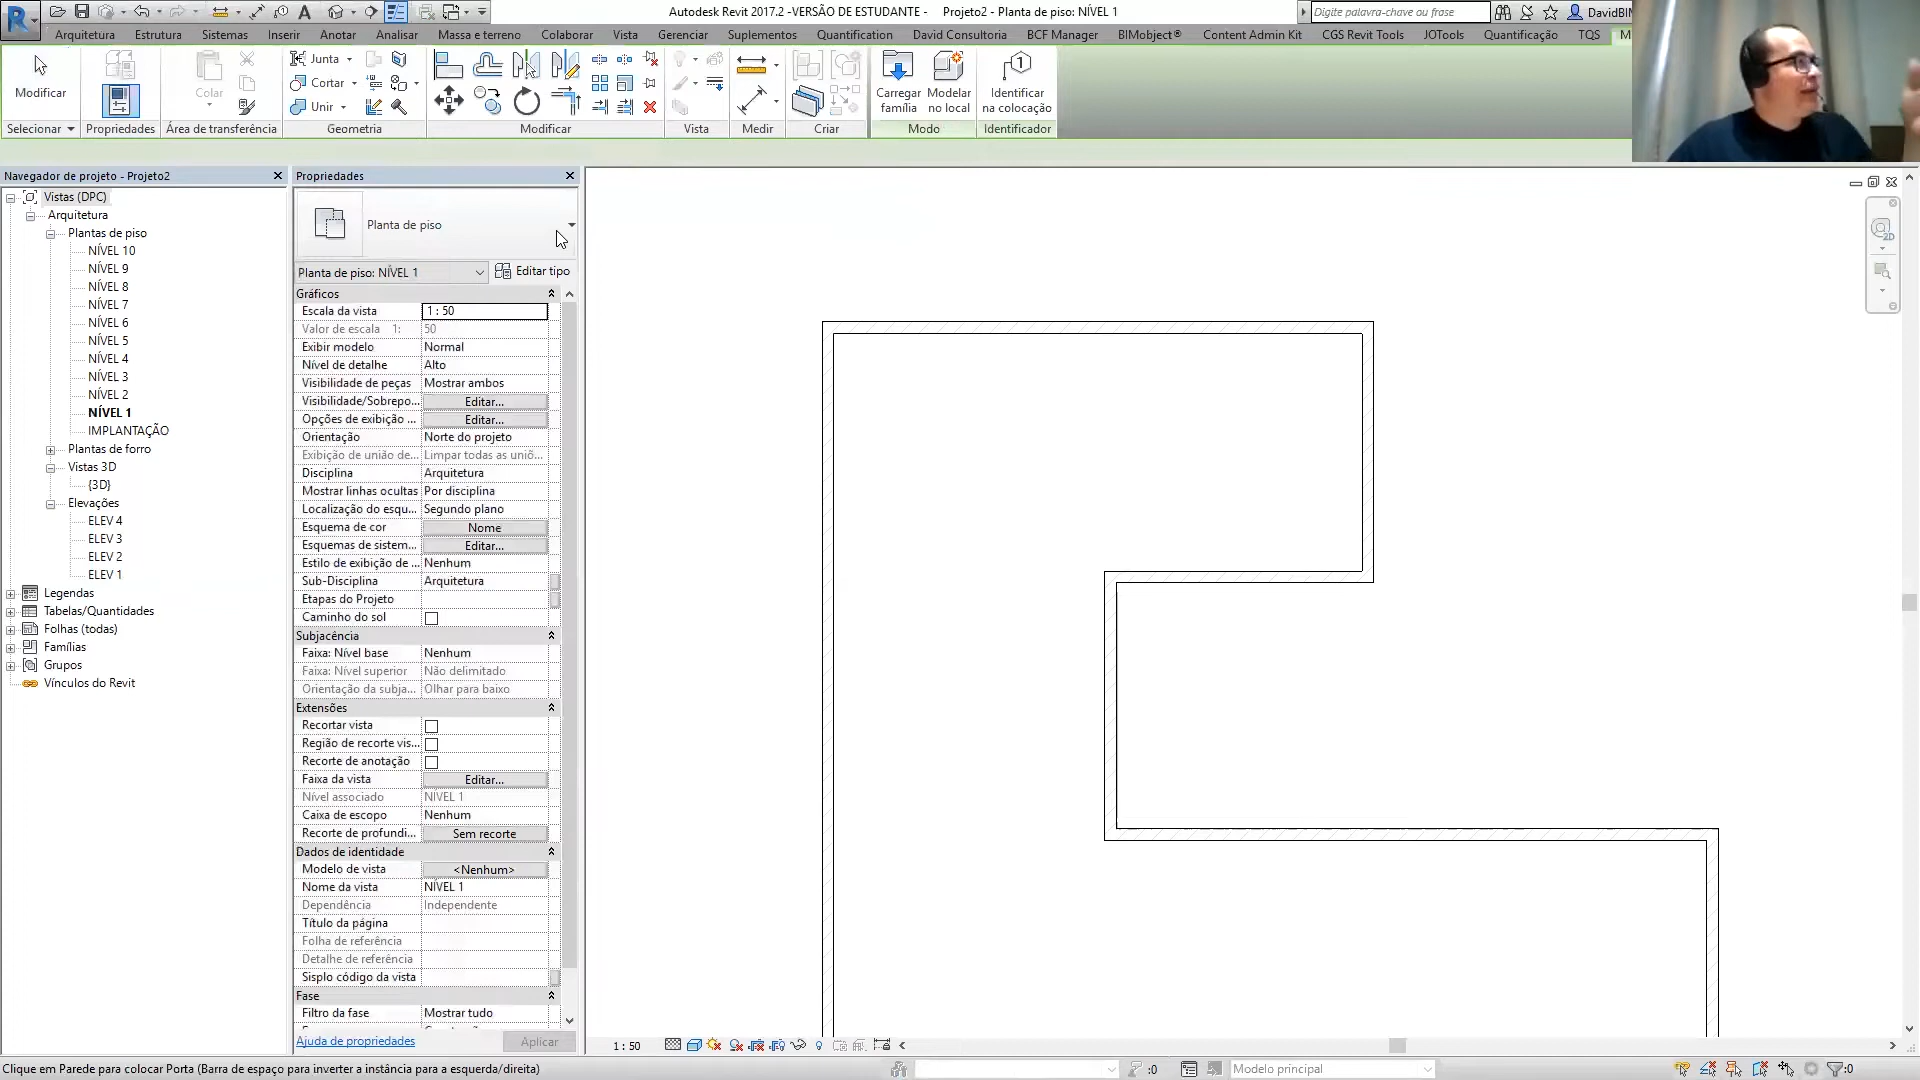 Autodesk Revit 2017.2 -VERSÃO DE ESTUDANTE - Projeto2 - Planta de piso: NÍVEL 1
Digite palavra-chave ou frase
DavidBIM
Arquitetura Estrutura Sistemas Inserir Anotar Analisar Massa e terreno Colaborar Vista Gerenciar Suplementos Quantification David Consultoria BCF Manager BIMobject® Content Admin Kit CGS Revit Tools JOTools Quantificação TQS M
Modificar
Colar
Junta
Cortar
Unir
Carregar família
Modelar no local
Identificar na colocação
Selecionar Propriedades Área de transferência Geometria Modificar Vista Medir Criar Modo Identificador
Navegador de projeto - Projeto2
Vistas (DPC)
Arquitetura
Plantas de piso
NÍVEL 10
NÍVEL 9
NÍVEL 8
NÍVEL 7
NÍVEL 6
NÍVEL 5
NÍVEL 4
NÍVEL 3
NÍVEL 2
NÍVEL 1
IMPLANTAÇÃO
Plantas de forro
Vistas 3D
{3D}
Elevações
ELEV 4
ELEV 3
ELEV 2
ELEV 1
Legendas
Tabelas/Quantidades
Folhas (todas)
Famílias
Grupos
Vínculos do Revit
Propriedades
Planta de piso
Planta de piso: NÍVEL 1 Editar tipo
Gráficos
Escala da vista 1 : 50
Valor de escala 1: 50
Exibir modelo Normal
Nível de detalhe Alto
Visibilidade de peças Mostrar ambos
Visibilidade/Sobrepo... Editar...
Opções de exibição ... Editar...
Orientação Norte do projeto
Exibição de união de... Limpar todas as uniõ...
Disciplina Arquitetura
Mostrar linhas ocultas Por disciplina
Localização do esqu... Segundo plano
Esquema de cor Nome
Esquemas de sistem... Editar...
Estilo de exibição de ... Nenhum
Sub-Disciplina Arquitetura
Etapas do Projeto
Caminho do sol
Subjacência
Faixa: Nível base Nenhum
Faixa: Nível superior Não delimitado
Orientação da subja... Olhar para baixo
Extensões
Recortar vista
Região de recorte vis...
Recorte de anotação
Faixa da vista Editar...
Nível associado NÍVEL 1
Caixa de escopo Nenhum
Recorte de profundi... Sem recorte
Dados de identidade
Modelo de vista <Nenhum>
Nome da vista NÍVEL 1
Dependência Independente
Título da página
Folha de referência
Detalhe de referência
Sisplo código da vista
Fase
Filtro da fase Mostrar tudo
Ajuda de propriedades Aplicar
2D
1 : 50
Clique em Parede para colocar Porta (Barra de espaço para inverter a instância para a esquerda/direita)
:0
Modelo principal
:0